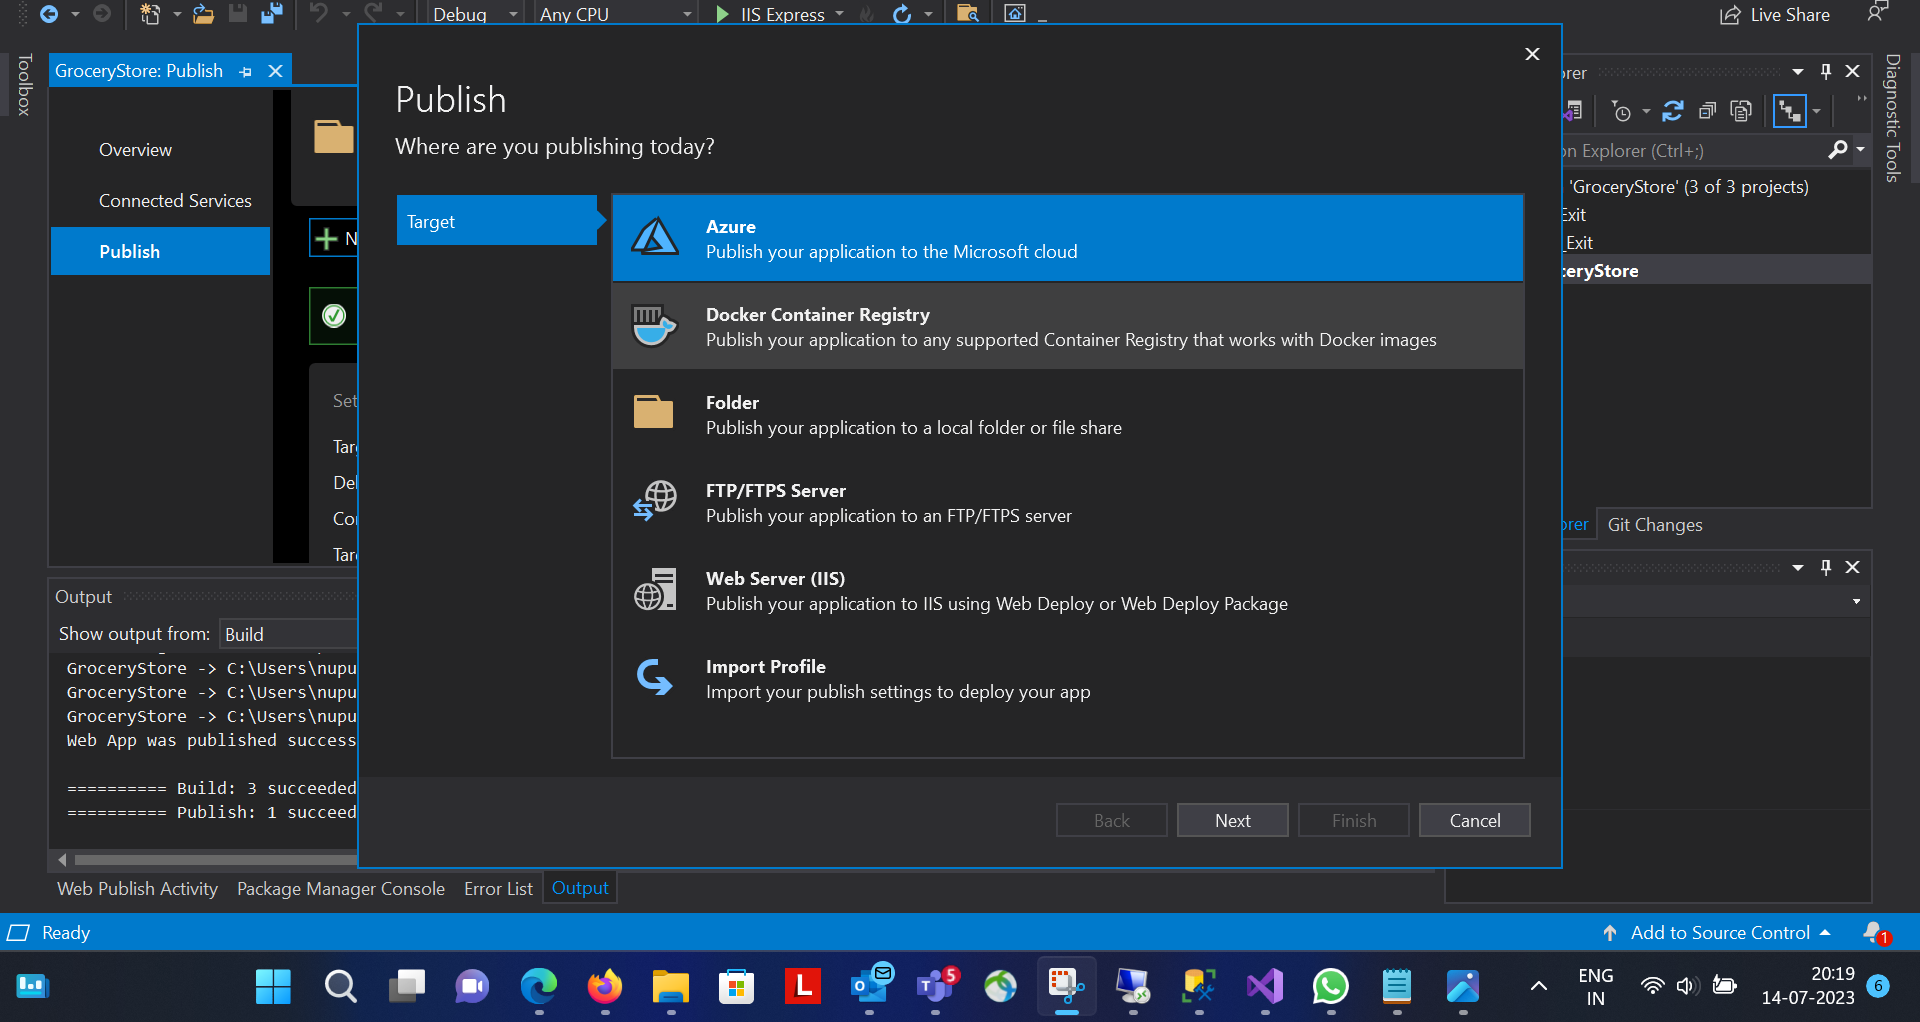 Debug
Any CPU
IIS Express
Live Share
Toolbox
GroceryStore: Publish
Overview
Connected Services
Publish
N
Set
Tar
Del
Cor
Tar
Publish
Where are you publishing today?
Target
Azure
Publish your application to the Microsoft cloud
Docker Container Registry
Publish your application to any supported Container Registry that works with Docker images
Folder
Publish your application to a local folder or file share
FTP/FTPS Server
Publish your application to an FTP/FTPS server
Web Server (IIS)
Publish your application to IIS using Web Deploy or Web Deploy Package
Import Profile
Import your publish settings to deploy your app
Back
Next
Finish
Cancel
rer
on Explorer (Ctrl+;)
'GroceryStore' (3 of 3 projects)
Exit
_Exit
ceryStore
Diagnostic Tools
orer
Git Changes
Output
Show output from:
Build
GroceryStore -> C:\Users\nupu
GroceryStore -> C:\Users\nupu
GroceryStore -> C:\Users\nupu
Web App was published success
========== Build: 3 succeeded
========== Publish: 1 succeed
Web Publish Activity
Package Manager Console
Error List
Output
Ready
Add to Source Control
1
L
5
ENG
IN
20:19
14-07-2023
6